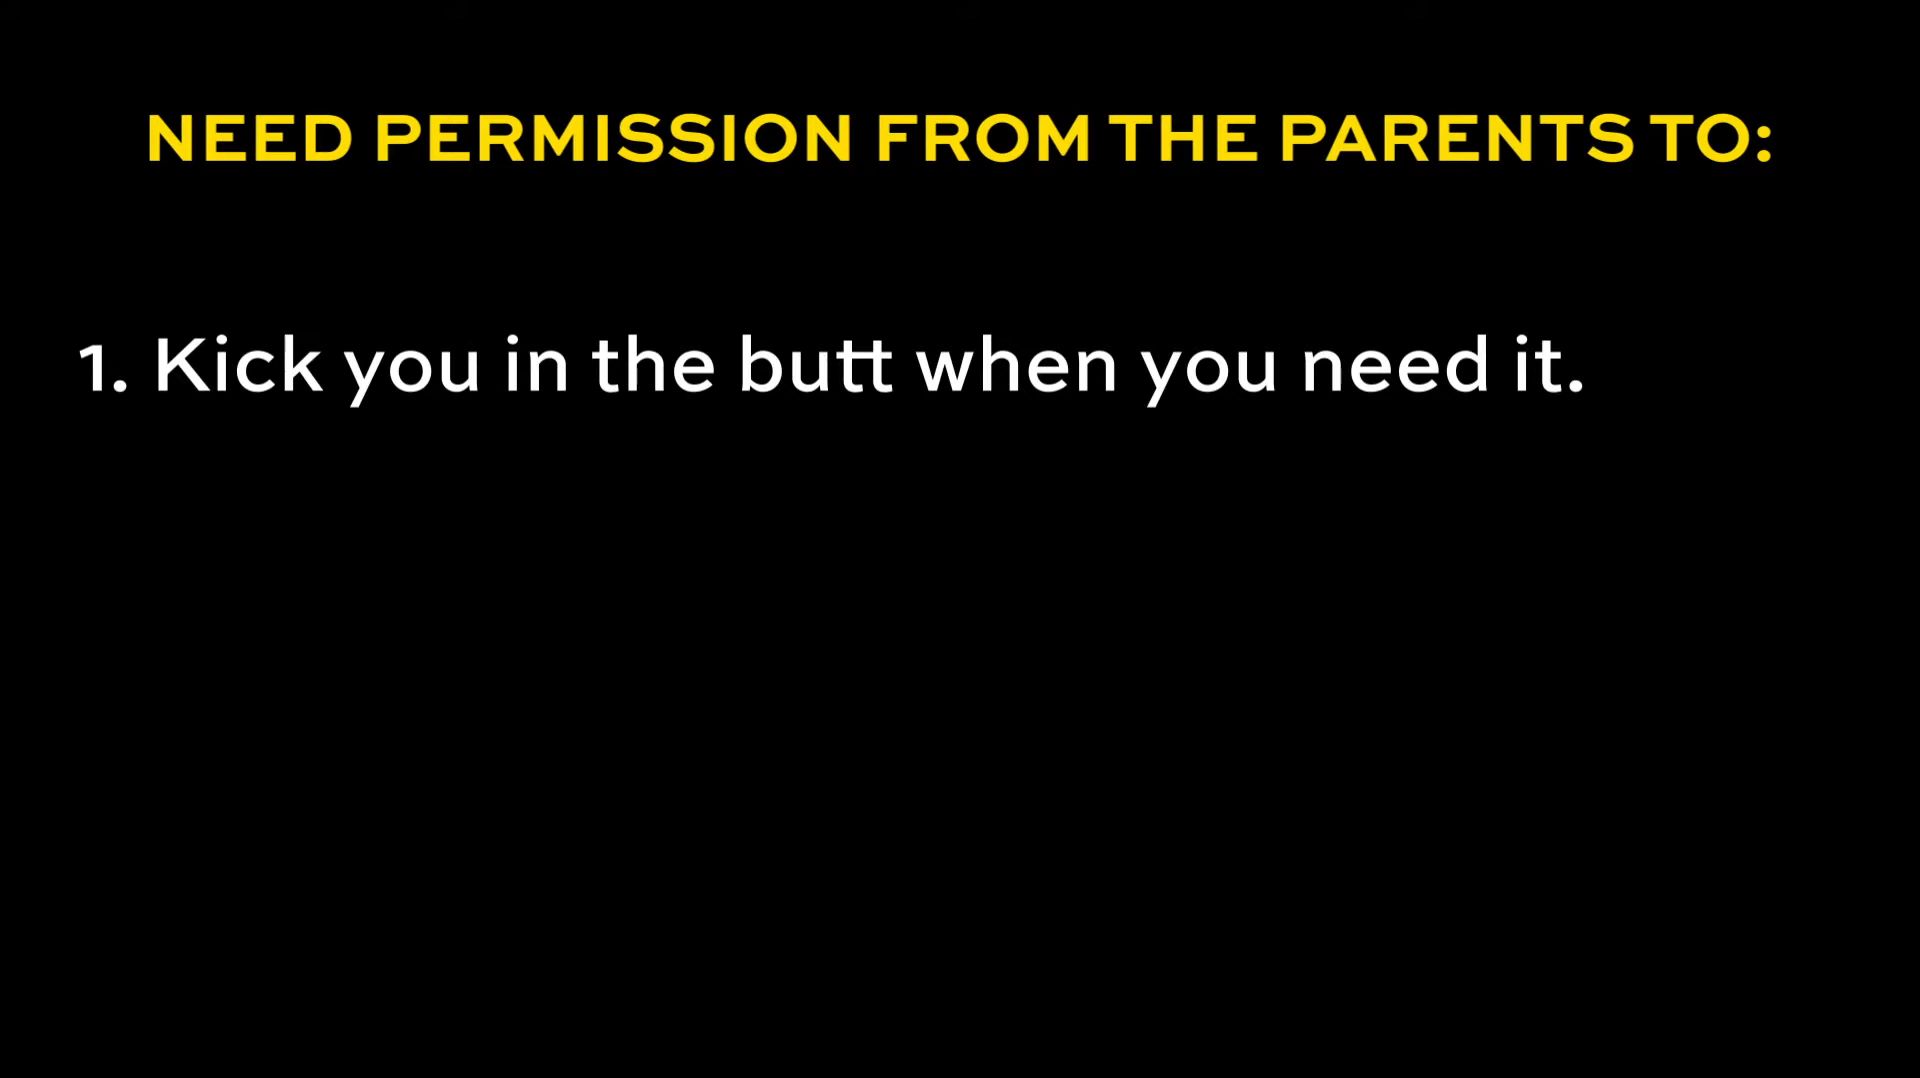 NEED PERMISSION FROM THE PARENTS TO:
1. Kick you in the butt when you need it.